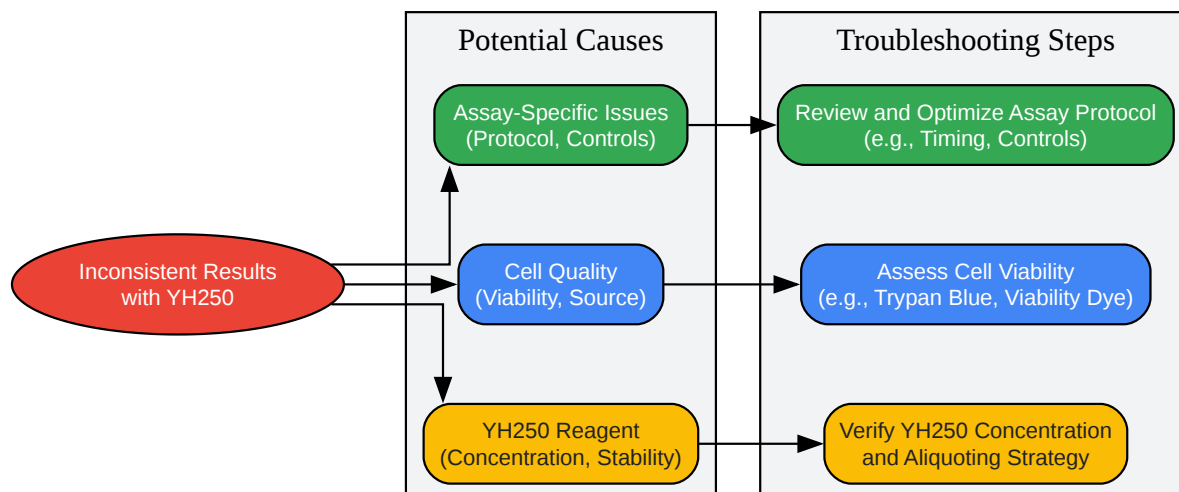 Potential Causes
Troubleshooting Steps
Assay-Specific Issues
(Protocol, Controls)
Review and Optimize Assay Protocol
(e.g., Timing, Controls)
Inconsistent Results
with YH250
Cell Quality
(Viability, Source)
Assess Cell Viability
(e.g., Trypan Blue, Viability Dye)
YH250 Reagent
(Concentration, Stability)
Verify YH250 Concentration
and Aliquoting Strategy